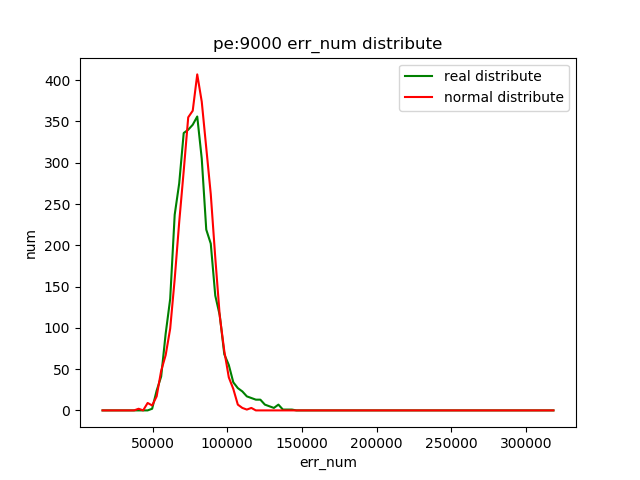 pe:9000 err_num distribute
real distribute
normal distribute
400
350
300
250
200
150
100
50
0
num
50000 100000 150000 200000 250000 300000
err_num